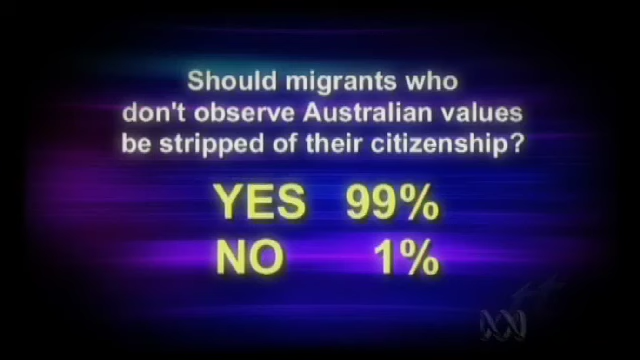 Should migrants who
don't observe Australian values
be stripped of their citizenship?
YES 99%
NO 1%